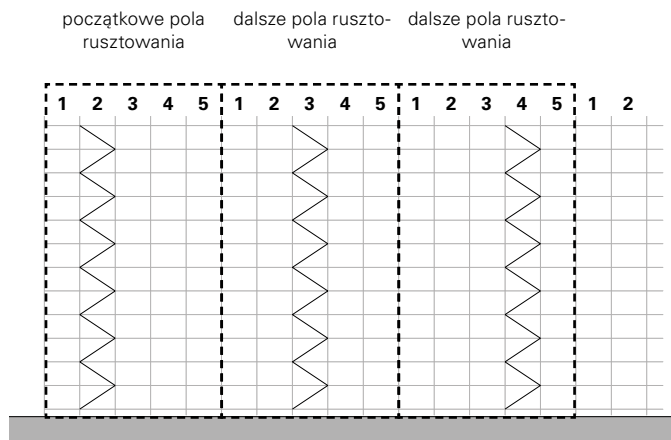 początkowe pola
rusztowania
dalsze pola ruszto-
wania
dalsze pola ruszto-
wania
1 2 3 4 5 1 2 3 4 5 1 2 3 4 5 1 2